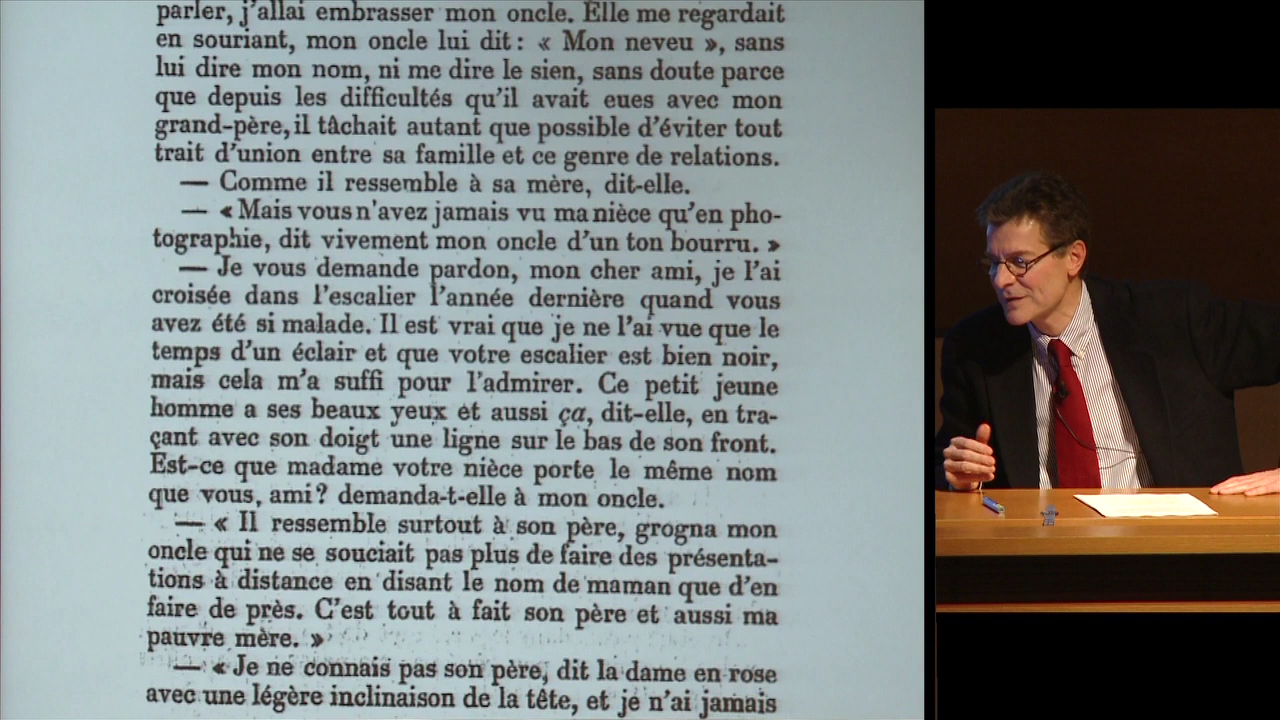 parler, j'allai embrasser mon oncle. Elle me regardait
en souriant, mon oncle lui dit : « Mon neveu », sans
lui dire mon nom, ni me dire le sien, sans doute parce
que depuis les difficultés qu'il avait eues avec mon
grand-père, il tâchait autant que possible d'éviter tout
trait d'union entre sa famille et ce genre de relations.
— Comme il ressemble à sa mère, dit-elle.
— « Mais vous n'avez jamais vu ma nièce qu'en pho-
tographie, dit vivement mon oncle d'un ton bourru. »
— Je vous demande pardon, mon cher ami, je l'ai
croisée dans l'escalier l'année dernière quand vous
avez été si malade. Il est vrai que je ne l'ai vue que le
temps d'un éclair et que votre escalier est bien noir,
mais cela m'a suffi pour l'admirer. Ce petit jeune
homme a ses beaux yeux et aussi ça, dit-elle, en tra-
çant avec son doigt une ligne sur le bas de son front.
Est-ce que madame votre nièce porte le même nom
que vous, ami ? demanda-t-elle à mon oncle.
— « Il ressemble surtout à son père, grogna mon
oncle qui ne se souciait pas plus de faire des présenta-
tions à distance en disant le nom de maman que d'en
faire de près. C'est tout à fait son père et aussi ma
pauvre mère. »
— « Je ne connais pas son père, dit la dame en rose
avec une légère inclinaison de la tête, et je n'ai jamais